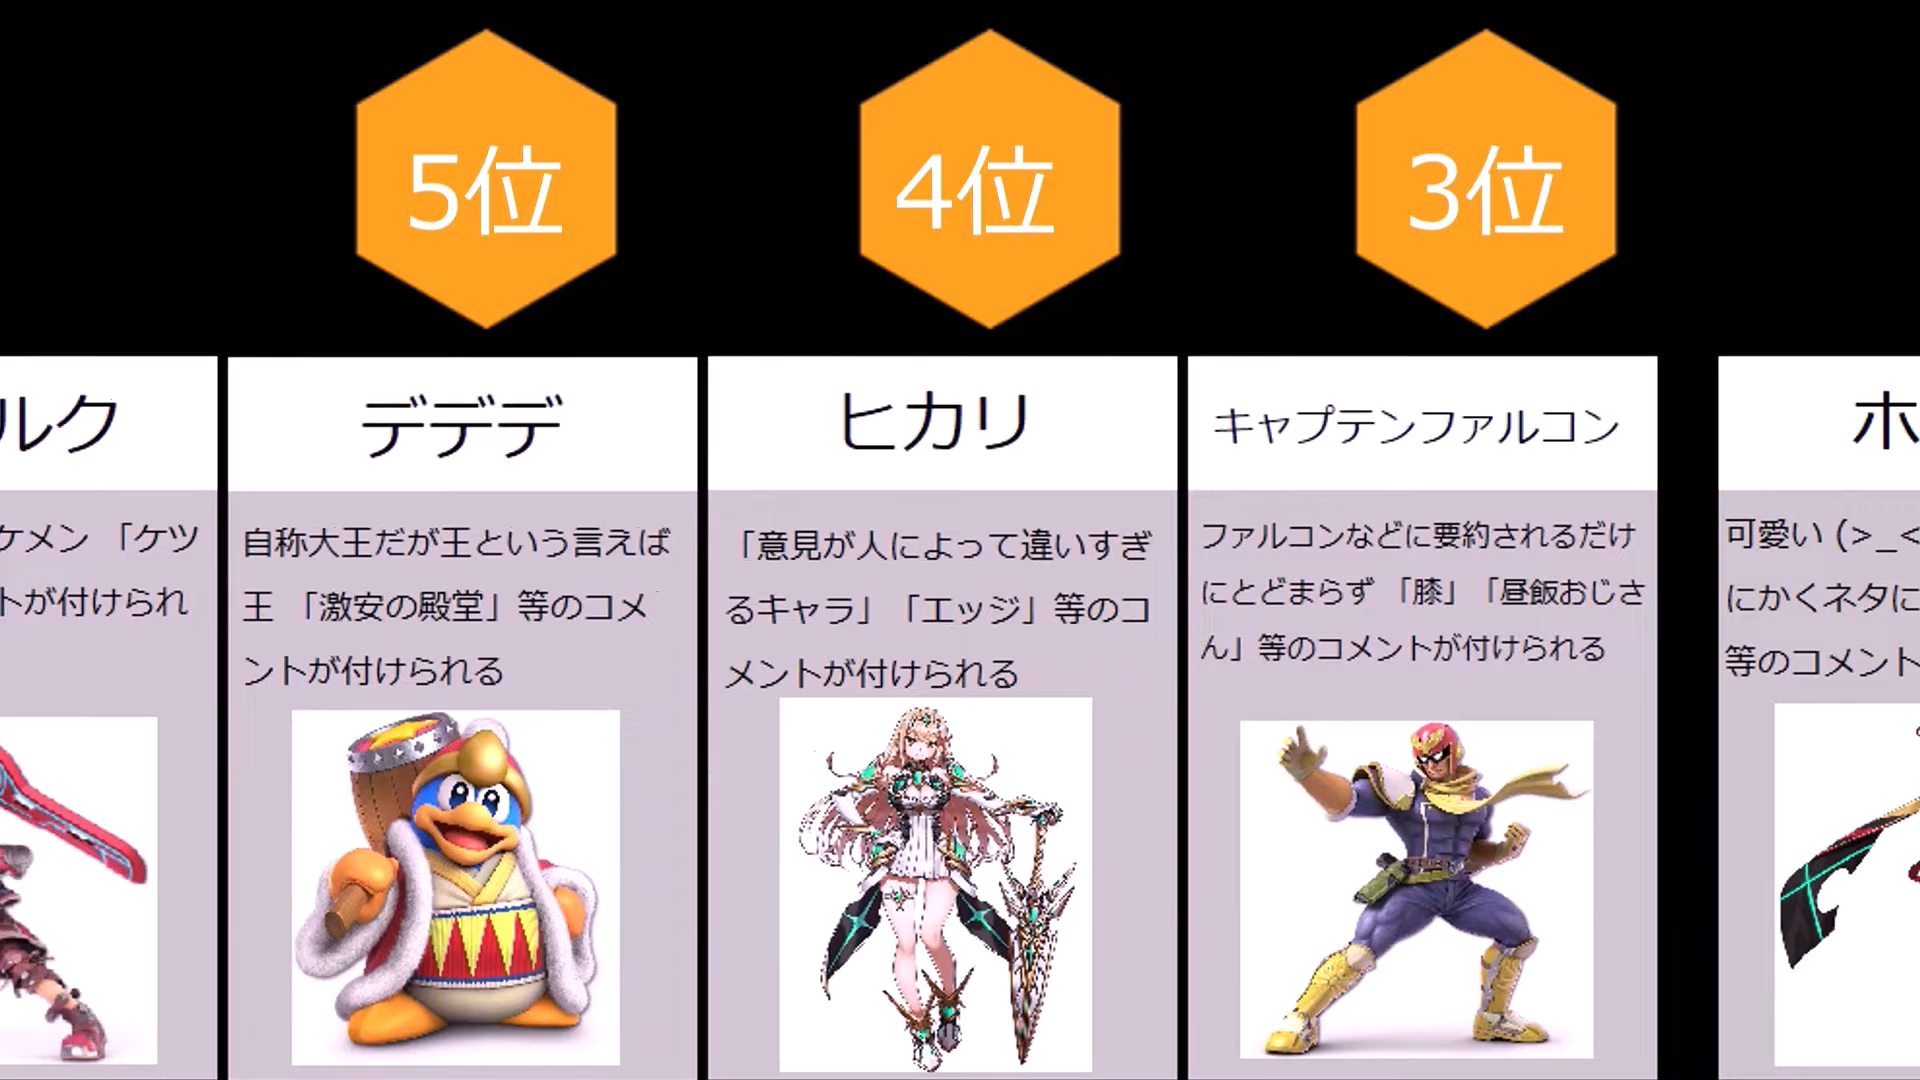 5位
4位
3位
ルク
ケメン 「ケツ
トが付けられ
デデデ
自称大王だが王という言えば
王 「激安の殿堂」等のコメ
ントが付けられる
ヒカリ
「意見が人によって違いすぎ
るキャラ」「エッジ」等のコ
メントが付けられる
キャプテンファルコン
ファルコンなどに要約されるだけ
にとどまらず 「膝」「昼飯おじさ
ん」等のコメントが付けられる
ホ
可愛い (>_<
にかくネタに
等のコメント